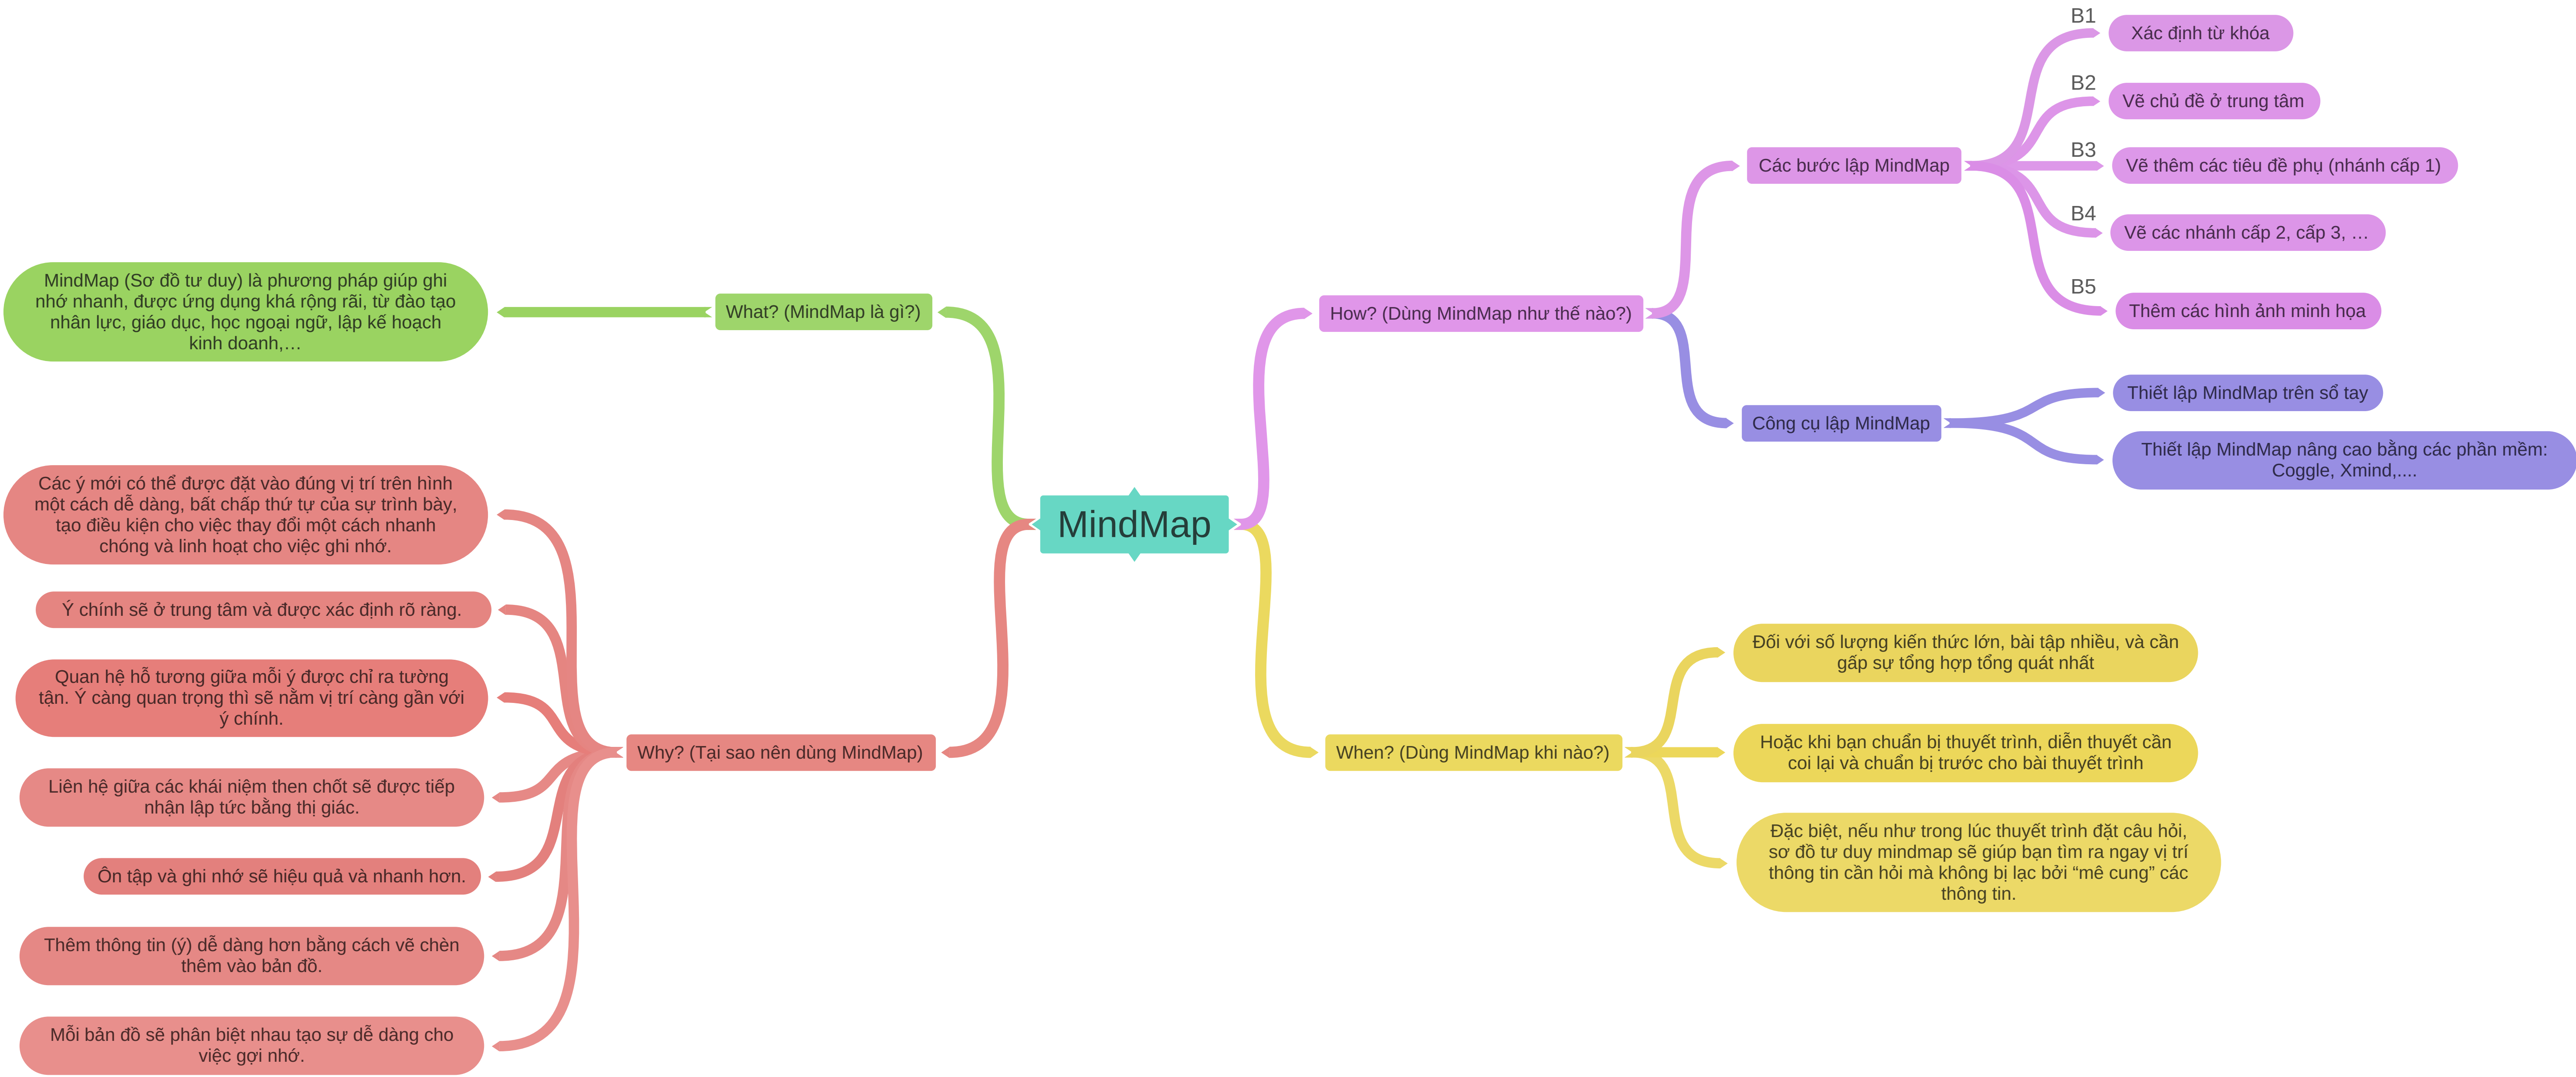 MindMap
What? (MindMap là gì?)
MindMap (Sơ đồ tư duy) là phương pháp giúp ghi
nhớ nhanh, được ứng dụng khá rộng rãi, từ đào tạo
nhân lực, giáo dục, học ngoại ngữ, lập kế hoạch
kinh doanh,…
Why? (Tại sao nên dùng MindMap)
Các ý mới có thể được đặt vào đúng vị trí trên hình
một cách dễ dàng, bất chấp thứ tự của sự trình bày,
tạo điều kiện cho việc thay đổi một cách nhanh
chóng và linh hoạt cho việc ghi nhớ.
Ý chính sẽ ở trung tâm và được xác định rõ ràng.
Quan hệ hỗ tương giữa mỗi ý được chỉ ra tường
tận. Ý càng quan trọng thì sẽ nằm vị trí càng gần với
ý chính.
Liên hệ giữa các khái niệm then chốt sẽ được tiếp
nhận lập tức bằng thị giác.
Ôn tập và ghi nhớ sẽ hiệu quả và nhanh hơn.
Thêm thông tin (ý) dễ dàng hơn bằng cách vẽ chèn
thêm vào bản đồ.
Mỗi bản đồ sẽ phân biệt nhau tạo sự dễ dàng cho
việc gợi nhớ.
How? (Dùng MindMap như thế nào?)
Các bước lập MindMap
B1
Xác định từ khóa
B2
Vẽ chủ đề ở trung tâm
B3
Vẽ thêm các tiêu đề phụ (nhánh cấp 1)
B4
Vẽ các nhánh cấp 2, cấp 3, …
B5
Thêm các hình ảnh minh họa
Công cụ lập MindMap
Thiết lập MindMap trên sổ tay
Thiết lập MindMap nâng cao bằng các phần mềm:
Coggle, Xmind,....
When? (Dùng MindMap khi nào?)
Đối với số lượng kiến thức lớn, bài tập nhiều, và cần
gấp sự tổng hợp tổng quát nhất
Hoặc khi bạn chuẩn bị thuyết trình, diễn thuyết cần
coi lại và chuẩn bị trước cho bài thuyết trình
Đặc biệt, nếu như trong lúc thuyết trình đặt câu hỏi,
sơ đồ tư duy mindmap sẽ giúp bạn tìm ra ngay vị trí
thông tin cần hỏi mà không bị lạc bởi “mê cung” các
thông tin.